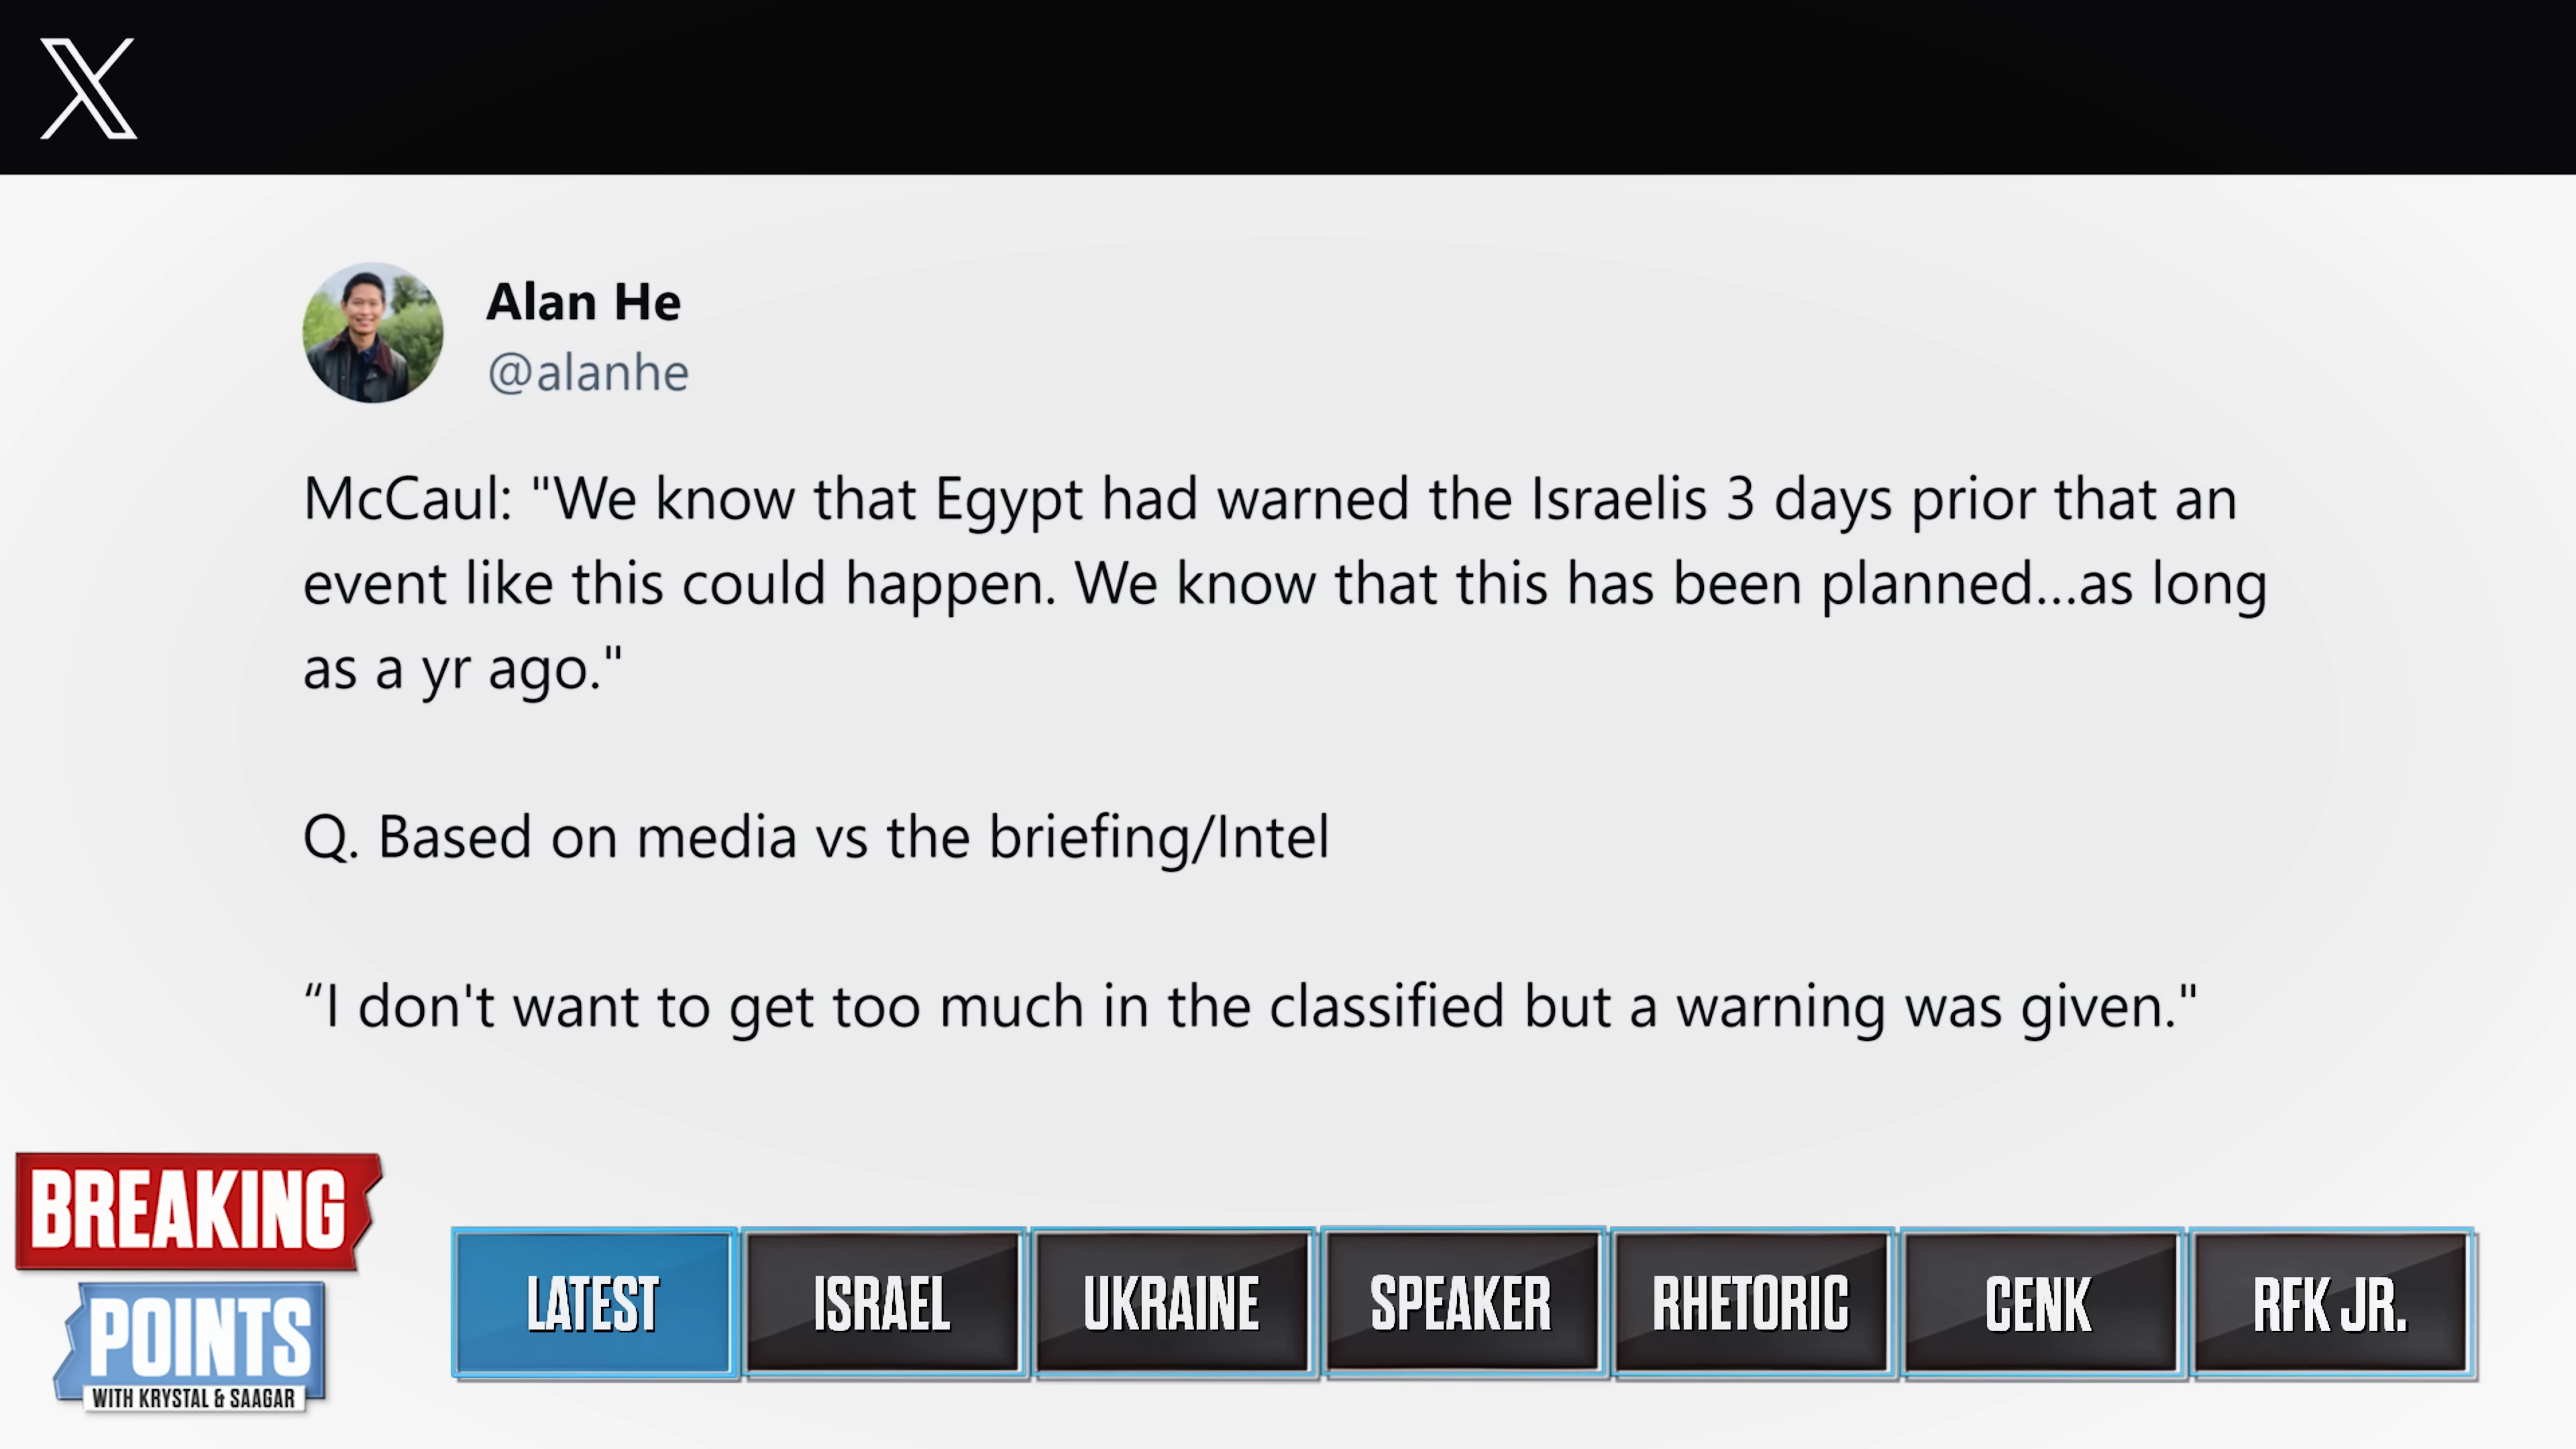 Alan He
@alanhe
McCaul: "We know that Egypt had warned the Israelis 3 days prior that an
event like this could happen. We know that this has been planned...as long
as a yr ago."
Q. Based on media vs the briefing/Intel
“I don't want to get too much in the classified but a warning was given."
BREAKING
POINTS
WITH KRYSTAL & SAAGAR
LATEST
ISRAEL
UKRAINE
SPEAKER
RHETORIC
CENK
RFK JR.